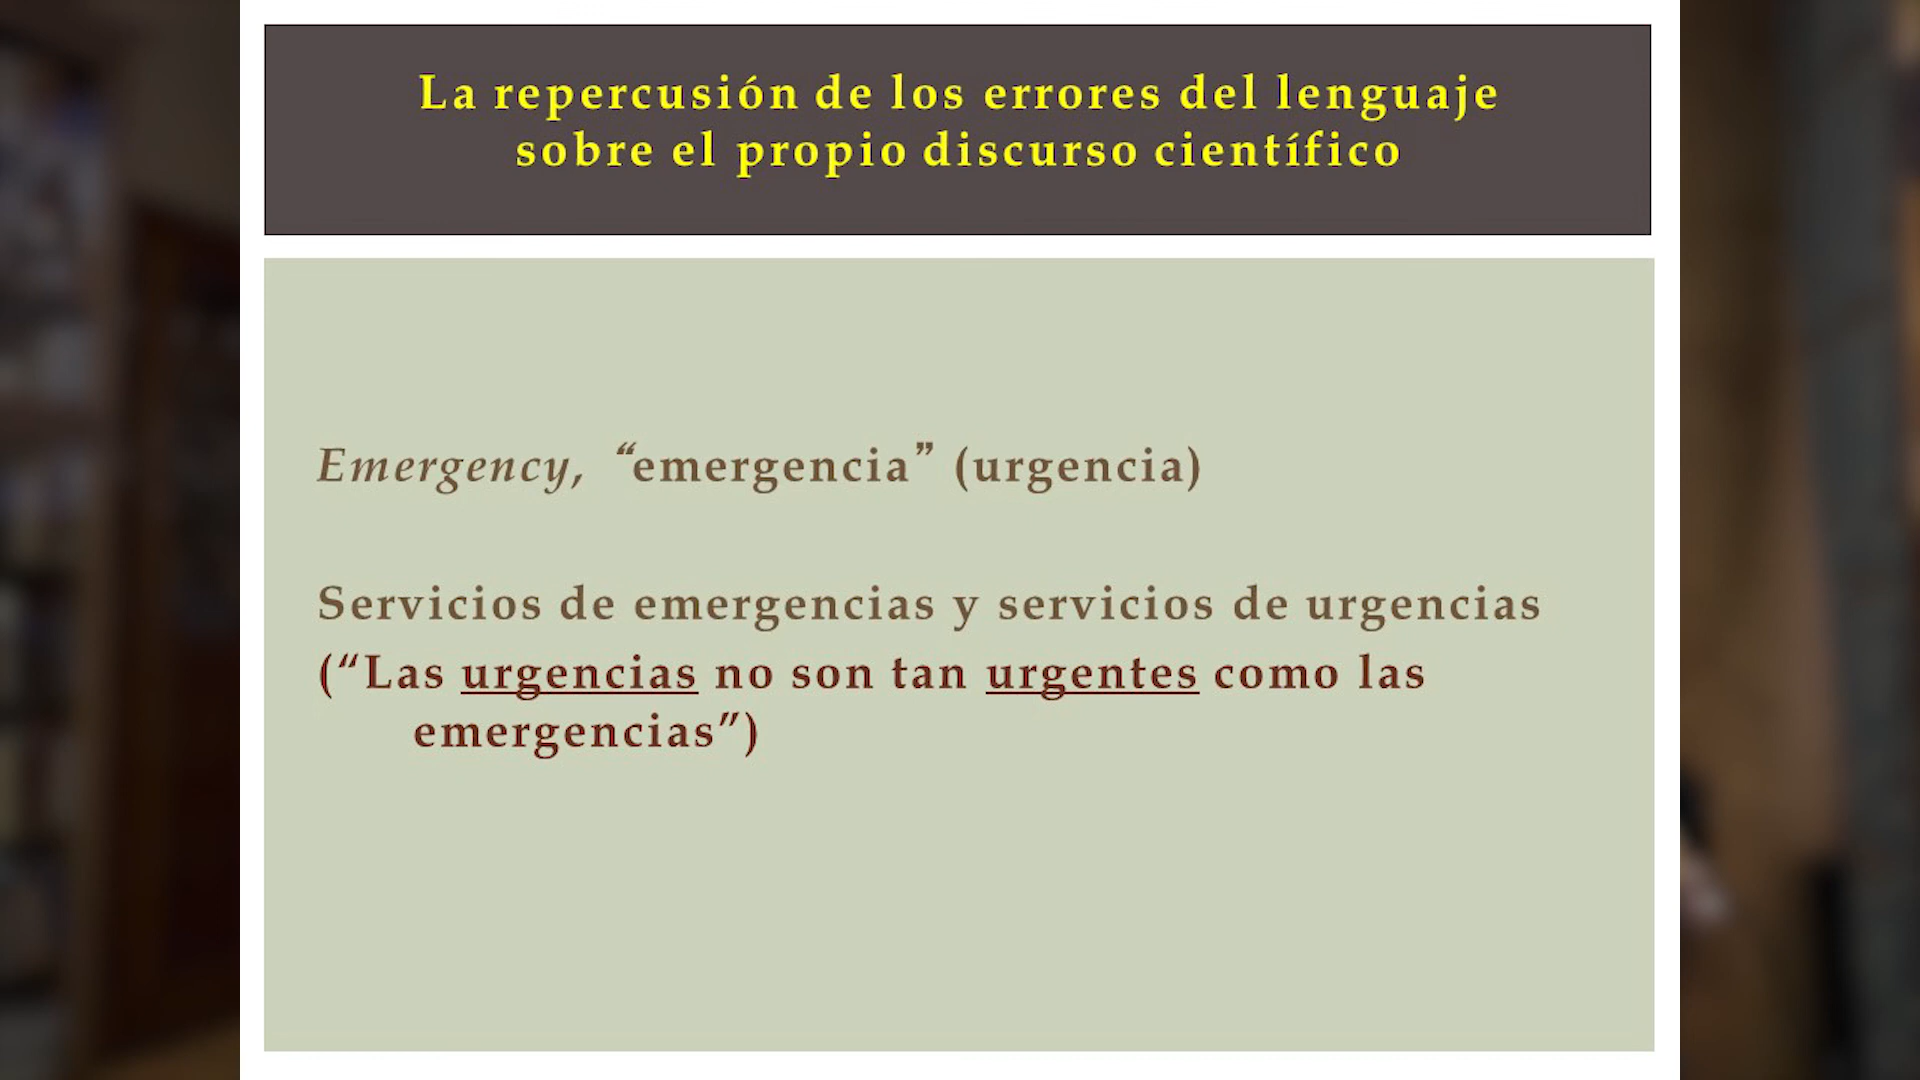 La repercusión de los errores del lenguaje
sobre el propio discurso científico
Emergency, “emergencia” (urgencia)
Servicios de emergencias y servicios de urgencias
(“Las urgencias no son tan urgentes como las
emergencias”)